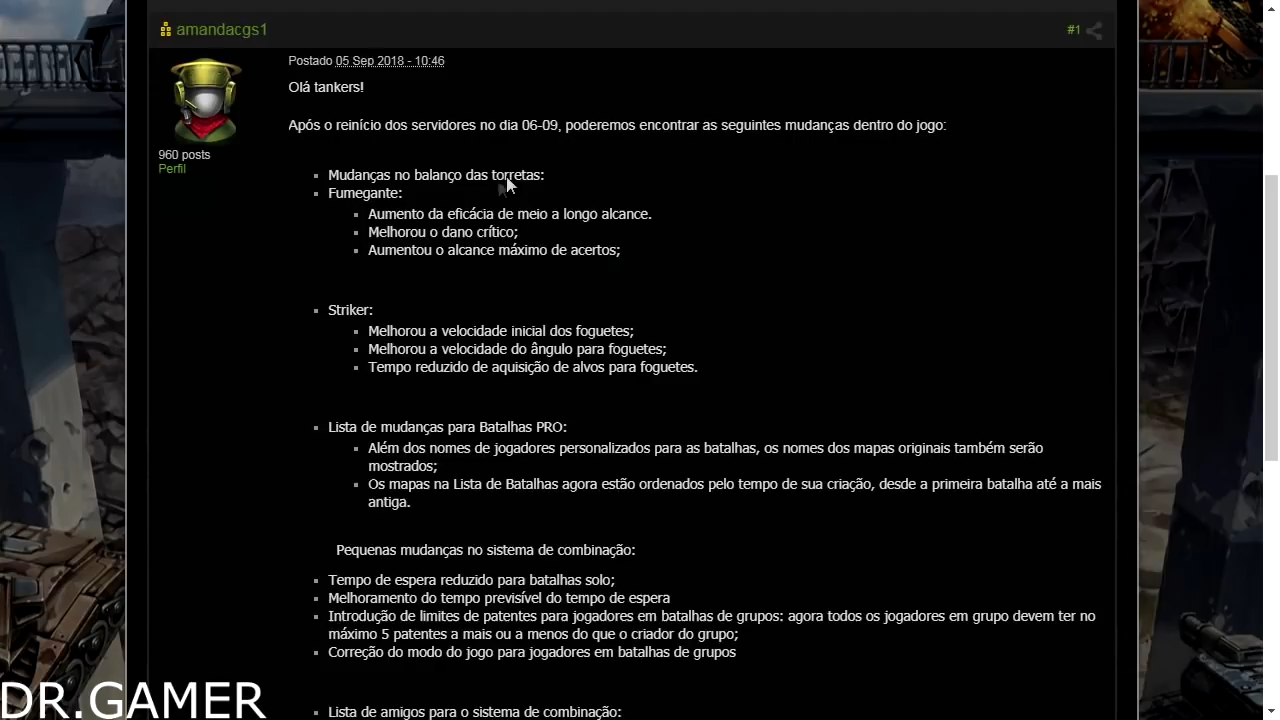 amandacgs1
#1
Postado 05 Sep 2018 - 10:46
Olá tankers!
960 posts
Perfil
Após o reinício dos servidores no dia 06-09, poderemos encontrar as seguintes mudanças dentro do jogo:
Mudanças no balanço das torretas:
Fumegante:
Aumento da eficácia de meio a longo alcance.
Melhorou o dano crítico;
Aumentou o alcance máximo de acertos;
Striker:
Melhorou a velocidade inicial dos foguetes;
Melhorou a velocidade do ângulo para foguetes;
Tempo reduzido de aquisição de alvos para foguetes.
Lista de mudanças para Batalhas PRO:
Além dos nomes de jogadores personalizados para as batalhas, os nomes dos mapas originais também serão
mostrados;
Os mapas na Lista de Batalhas agora estão ordenados pelo tempo de sua criação, desde a primeira batalha até a mais
antiga.
Pequenas mudanças no sistema de combinação:
Tempo de espera reduzido para batalhas solo;
Melhoramento do tempo previsível do tempo de espera
Introdução de limites de patentes para jogadores em batalhas de grupos: agora todos os jogadores em grupo devem ter no
máximo 5 patentes a mais ou a menos do que o criador do grupo;
Correção do modo do jogo para jogadores em batalhas de grupos
Lista de amigos para o sistema de combinação:
DR.GAMER